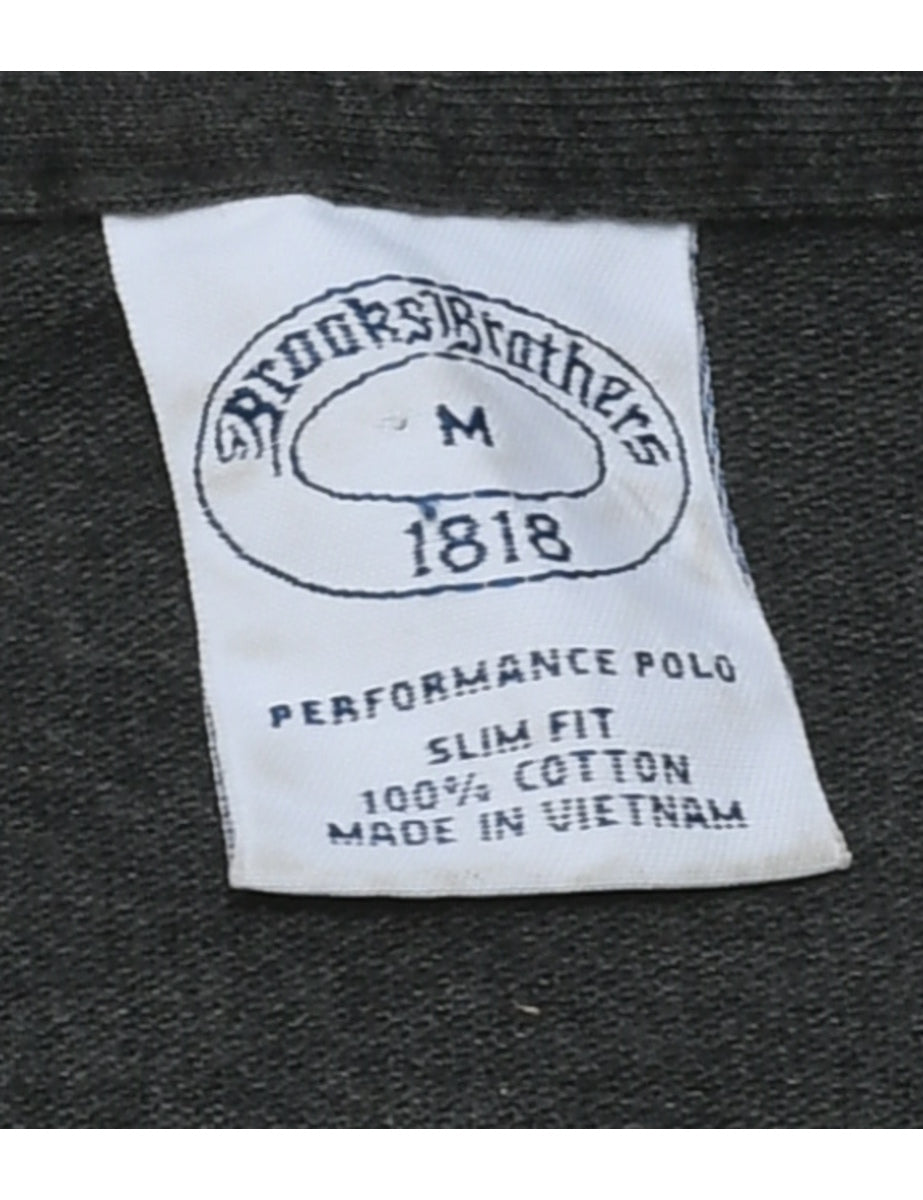 Brooks Brothers
M
1818
PERFORMANCE POLO
SLIM FIT
100% COTTON
MADE IN VIETNAM